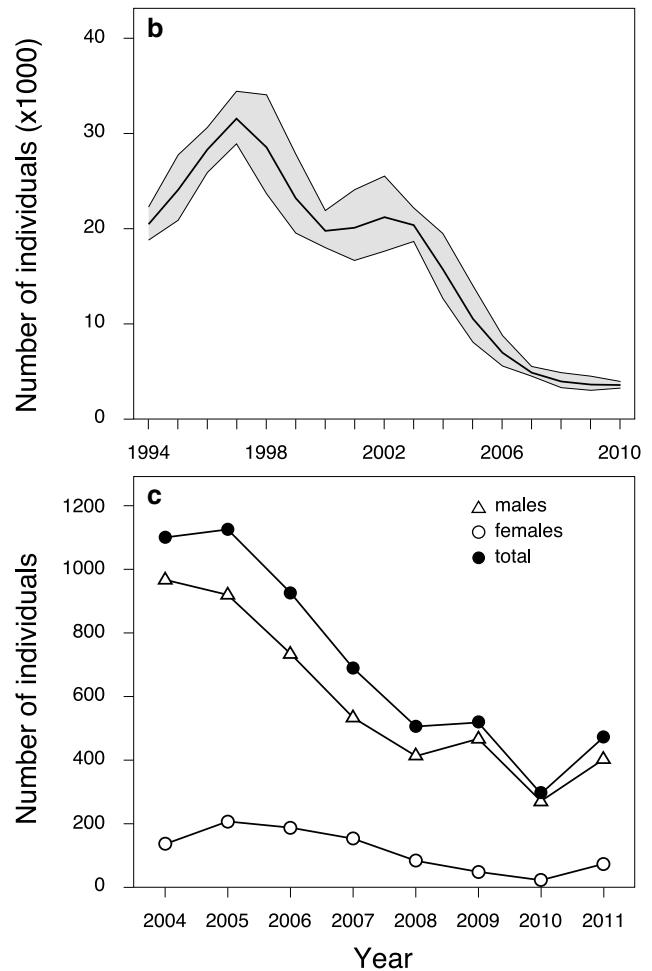 b
Number of individuals (x1000)
40
30
20
10
0
1994 1998 2002 2006 2010
c
Number of individuals
1200
1000
800
600
400
200
0
males
females
total
2004 2005 2006 2007 2008 2009 2010 2011
Year